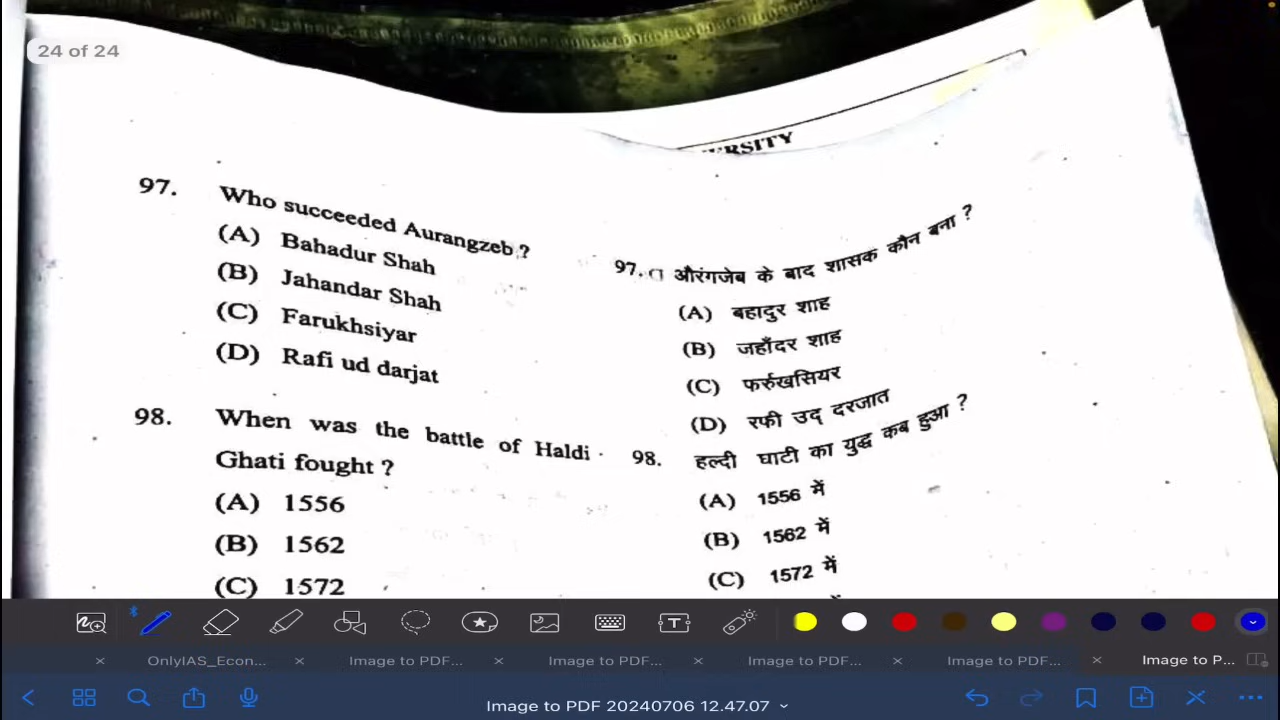 24 of 24
97. Who succeeded Aurangzeb ?
(A) Bahadur Shah
(B) Jahandar Shah
(C) Farukhsiyar
(D) Rafi ud darjat
98. When was the battle of Haldi
Ghati fought ?
(A) 1556
(B) 1562
(C) 1572
97. औरंगजेब के बाद शासक कौन बना ?
(A) बहादुर शाह
(B) जहाँदर शाह
(C) फर्रुखसियर
(D) रफी उद दरजात
98. हल्दी घाटी का युद्ध कब हुआ ?
(A) 1556 में
(B) 1562 में
(C) 1572 में
T
OnlyIAS_Econ...
Image to PDF...
Image to PDF...
Image to PDF...
Image to PDF...
Image to P...
Image to PDF 20240706 12.47.07